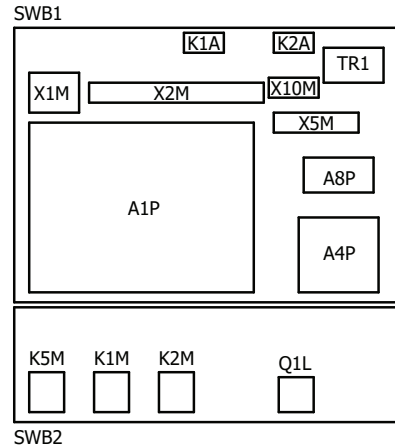 SWB1
K1A K2A
TR1
X1M X2M X10M
X5M
A8P
A1P
A4P
K5M K1M K2M Q1L
SWB2